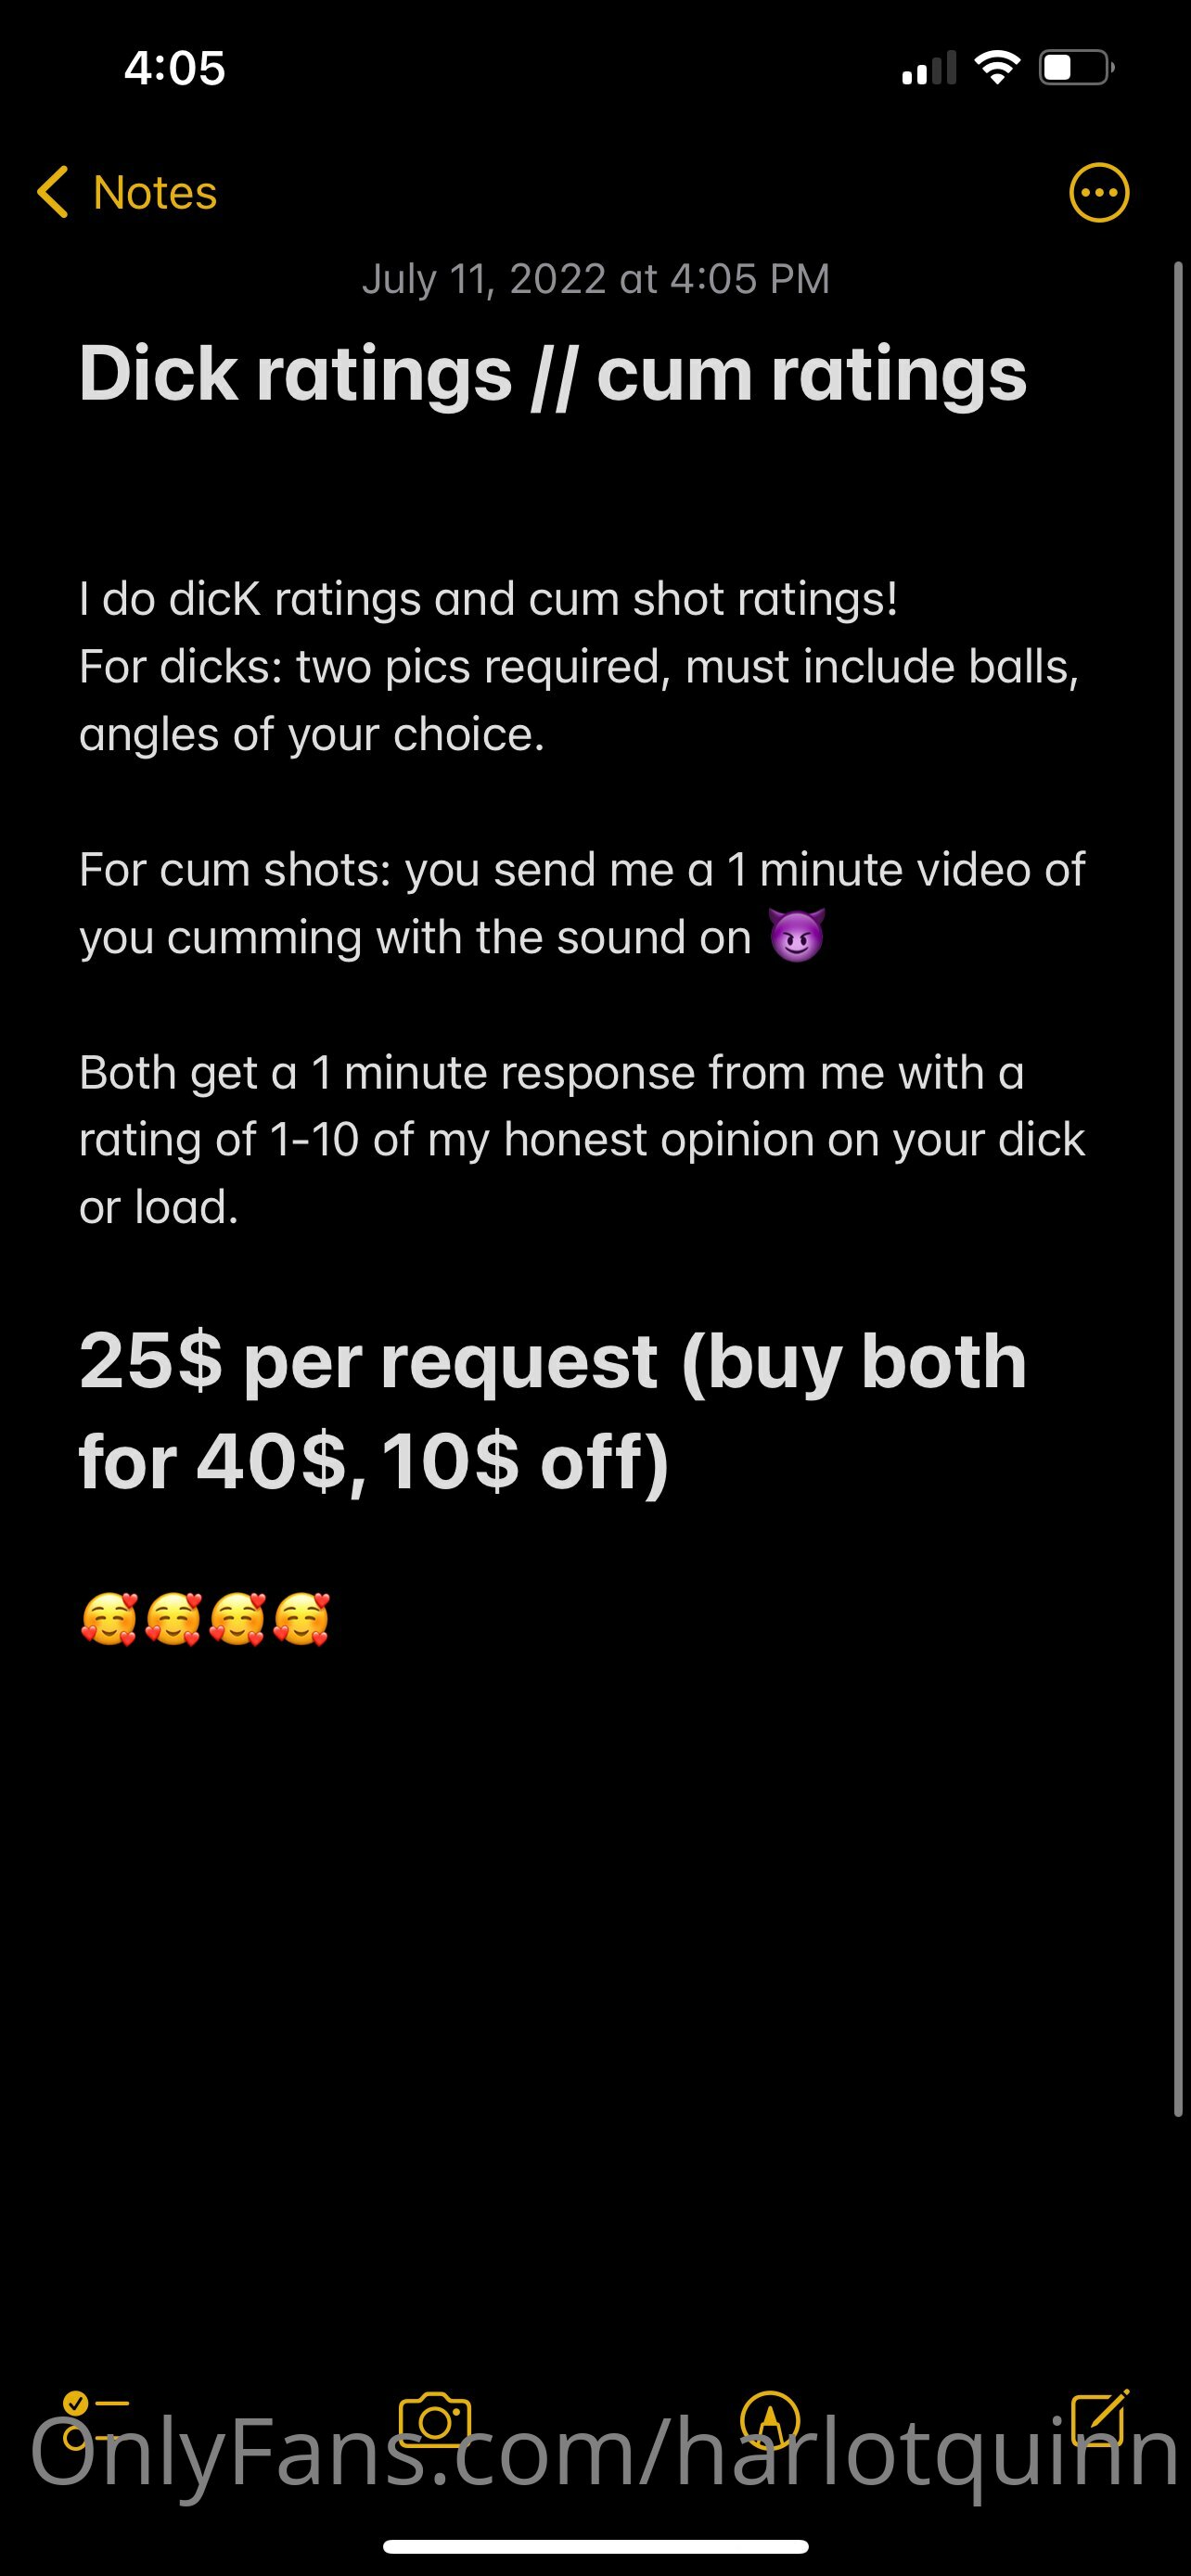 4:05
Notes
July 11, 2022 at 4:05 PM
Dick ratings // cum ratings
I do dicK ratings and cum shot ratings!
For dicks: two pics required, must include balls,
angles of your choice.
For cum shots: you send me a 1 minute video of
you cumming with the sound on 😈
Both get a 1 minute response from me with a
rating of 1-10 of my honest opinion on your dick
or load.
25$ per request (buy both
for 40$, 10$ off)
🥰🥰🥰🥰
OnlyFans.com/harlotquinn